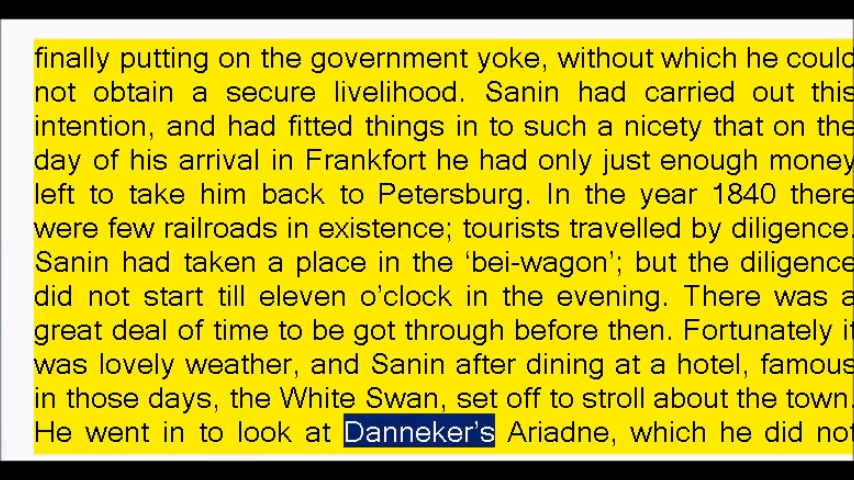 finally putting on the government yoke, without which he could
not obtain a secure livelihood. Sanin had carried out this
intention, and had fitted things in to such a nicety that on the
day of his arrival in Frankfort he had only just enough money
left to take him back to Petersburg. In the year 1840 there
were few railroads in existence; tourists travelled by diligence.
Sanin had taken a place in the ‘bei-wagon’; but the diligence
did not start till eleven o’clock in the evening. There was a
great deal of time to be got through before then. Fortunately it
was lovely weather, and Sanin after dining at a hotel, famous
in those days, the White Swan, set off to stroll about the town.
He went in to look at Danneker’s Ariadne, which he did not